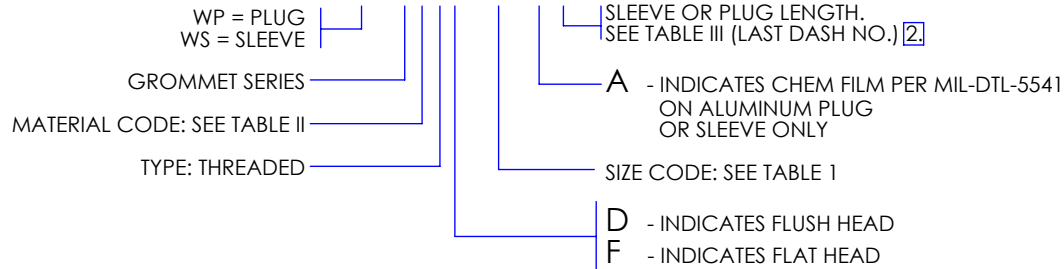 WP = PLUG
WS = SLEEVE
SLEEVE OR PLUG LENGTH.
SEE TABLE III (LAST DASH NO.) 2.
GROMMET SERIES
A - INDICATES CHEM FILM PER MIL-DTL-5541
ON ALUMINUM PLUG
OR SLEEVE ONLY
MATERIAL CODE: SEE TABLE II
TYPE: THREADED
SIZE CODE: SEE TABLE 1
D - INDICATES FLUSH HEAD
F - INDICATES FLAT HEAD